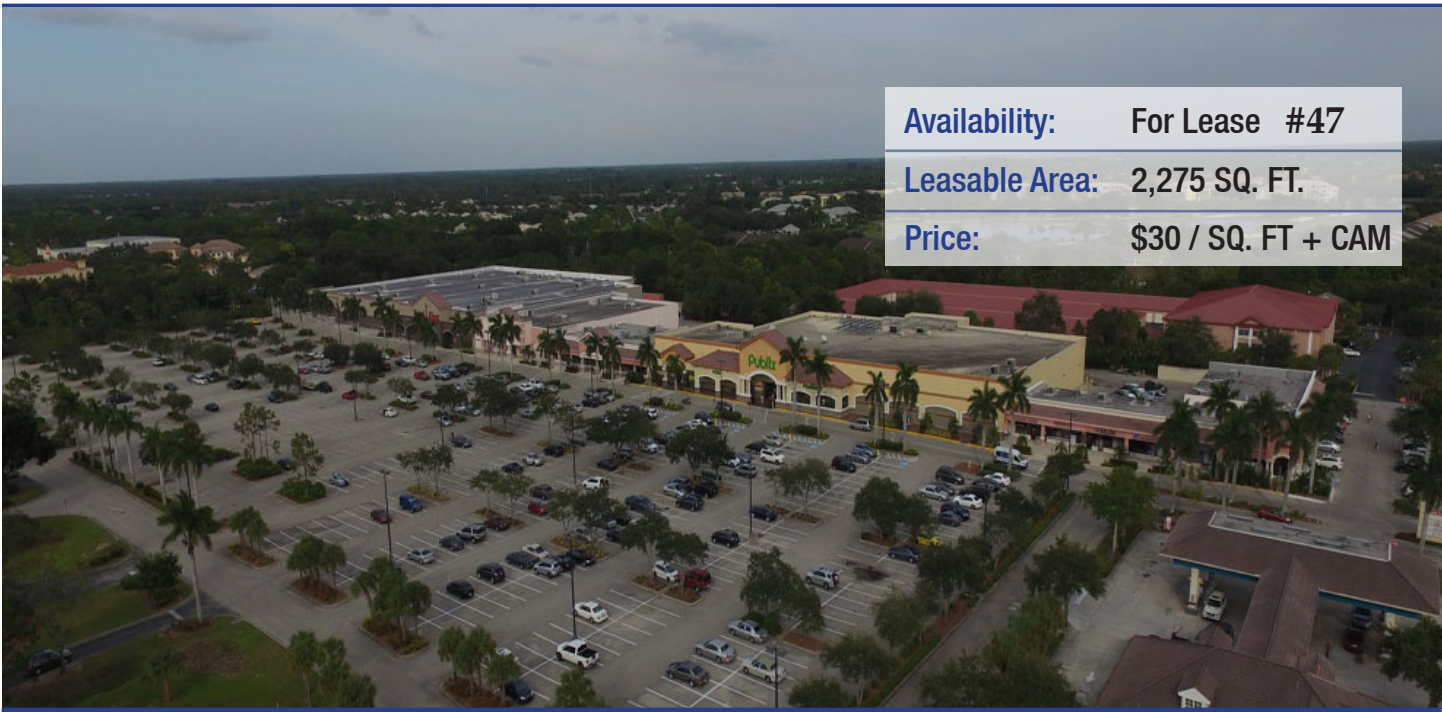 Availability: For Lease #47
Leasable Area: 2,275 SQ. FT.
Price: $30 / SQ. FT + CAM
Publix